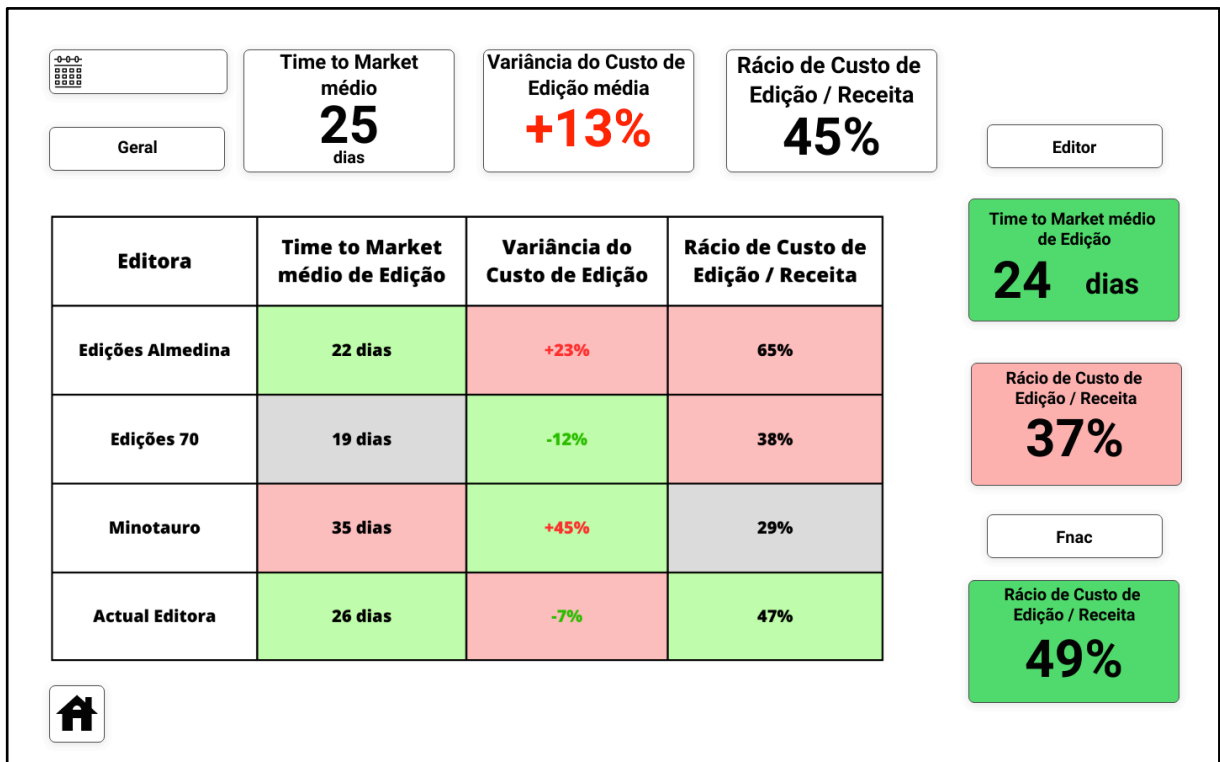 Geral
Time to Market
médio
25
dias
Variância do Custo de
Edição média
+13%
Rácio de Custo de
Edição / Receita
45%
Editor
Time to Market médio
de Edição
24 dias
Rácio de Custo de
Edição / Receita
37%
Fnac
Rácio de Custo de
Edição / Receita
49%
Editora
Time to Market
médio de Edição
Variância do
Custo de Edição
Rácio de Custo de
Edição / Receita
Edições Almedina
22 dias
+23%
65%
Edições 70
19 dias
-12%
38%
Minotauro
35 dias
+45%
29%
Actual Editora
26 dias
-7%
47%